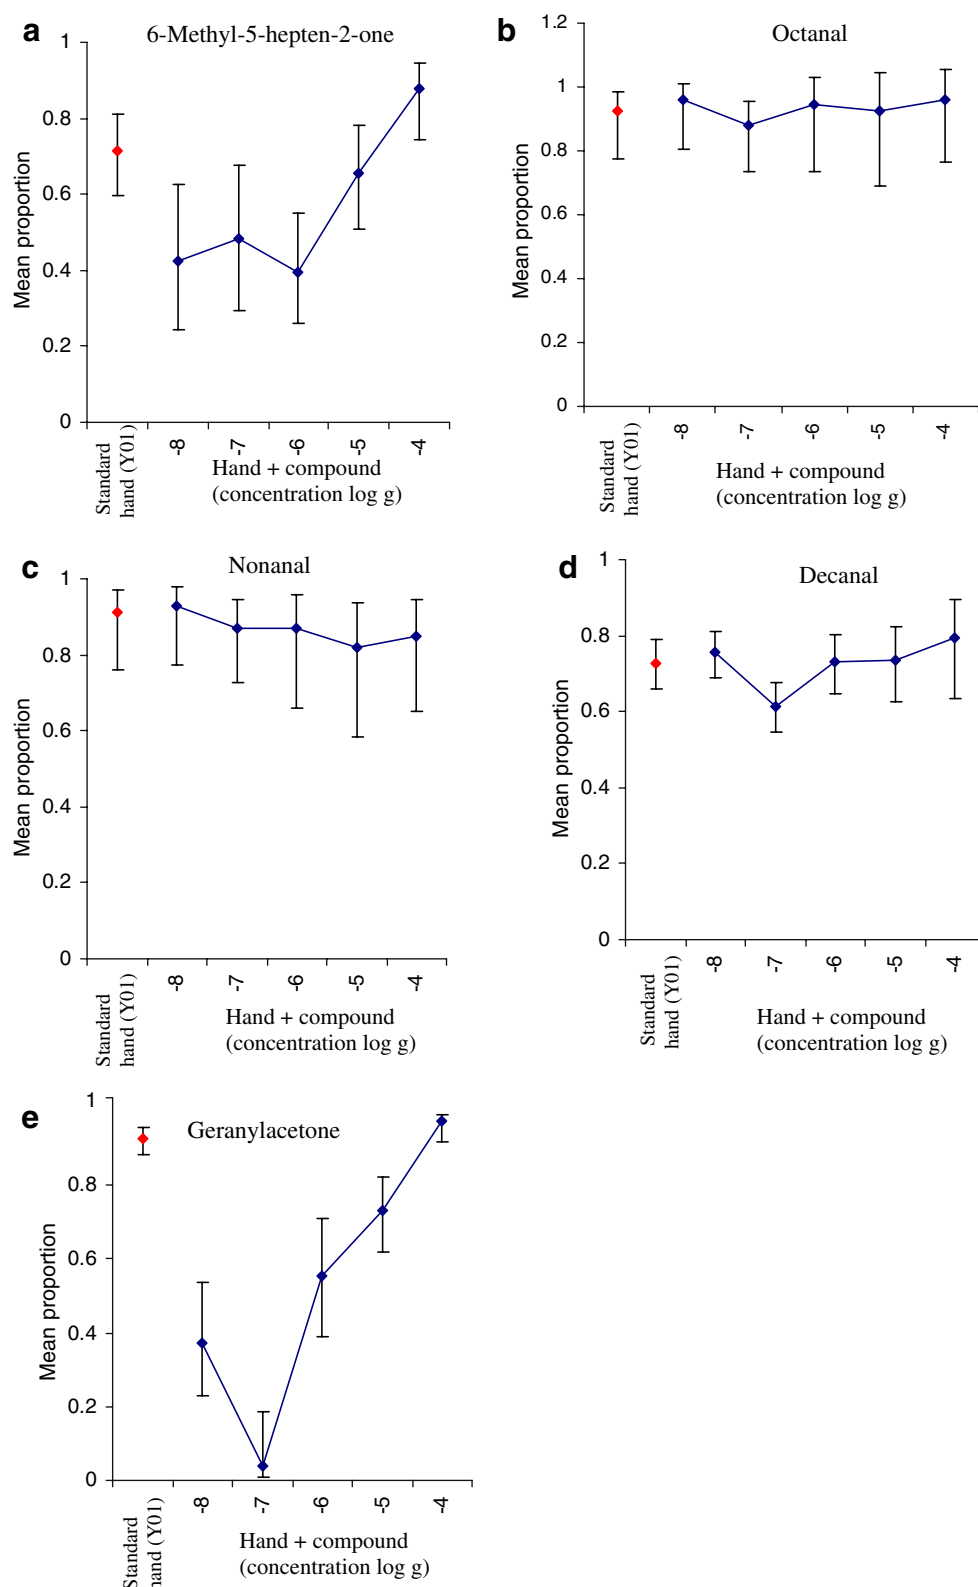 a
6-Methyl-5-hepten-2-one
1
0.8
0.6
0.4
0.2
0
Mean proportion
Standard
hand (Y01)
-8
-7
-6
-5
-4
Hand + compound
(concentration log g)
b
Octanal
1.2
1
0.8
0.6
0.4
0.2
0
Mean proportion
Standard
hand (Y01)
-8
-7
-6
-5
-4
Hand + compound
(concentration log g)
c
Nonanal
1
0.8
0.6
0.4
0.2
0
Mean proportion
Standard
hand (Y01)
-8
-7
-6
-5
-4
Hand + compound
(concentration log g)
d
Decanal
1
0.8
0.6
0.4
0.2
0
Mean proportion
Standard
hand (Y01)
-8
-7
-6
-5
-4
Hand + compound
(concentration log g)
e
Geranylacetone
1
0.8
0.6
0.4
0.2
0
Mean proportion
Standard
hand (Y01)
-8
-7
-6
-5
-4
Hand + compound
(concentration log g)